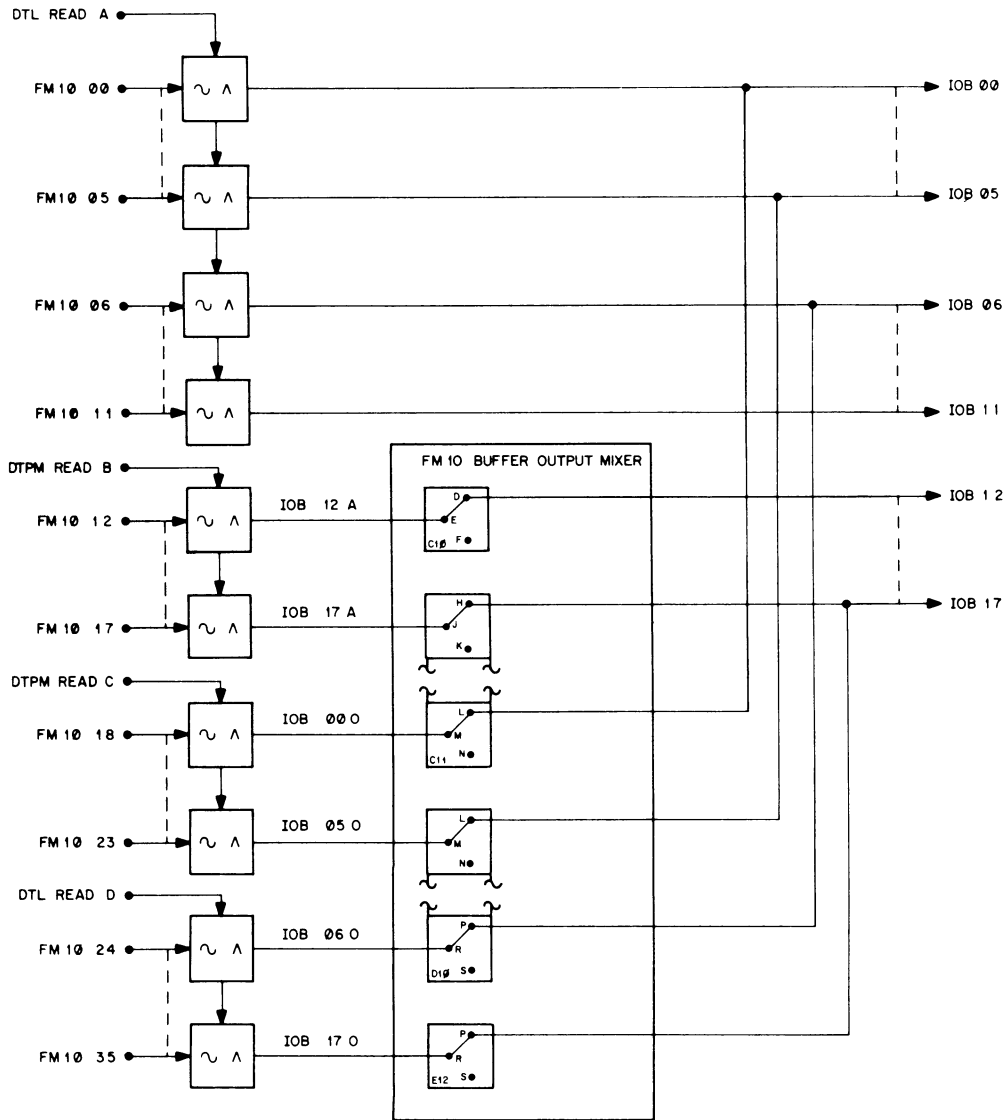 DTL READ A
FM10 00
∼ ∧
IOB 00
FM10 05
∼ ∧
IOB 05
FM10 06
∼ ∧
IOB 06
FM10 11
∼ ∧
IOB 11
FM10 BUFFER OUTPUT MIXER
DTPM READ B
FM10 12
∼ ∧
IOB 12 A
D
E
F
C10
IOB 12
FM10 17
∼ ∧
IOB 17 A
H
J
K
IOB 17
DTPM READ C
FM10 18
∼ ∧
IOB 00 0
L
M
N
C11
FM10 23
∼ ∧
IOB 05 0
L
M
N
DTL READ D
FM10 24
∼ ∧
IOB 06 0
P
R
S
D10
FM10 35
∼ ∧
IOB 17 0
P
R
S
E12